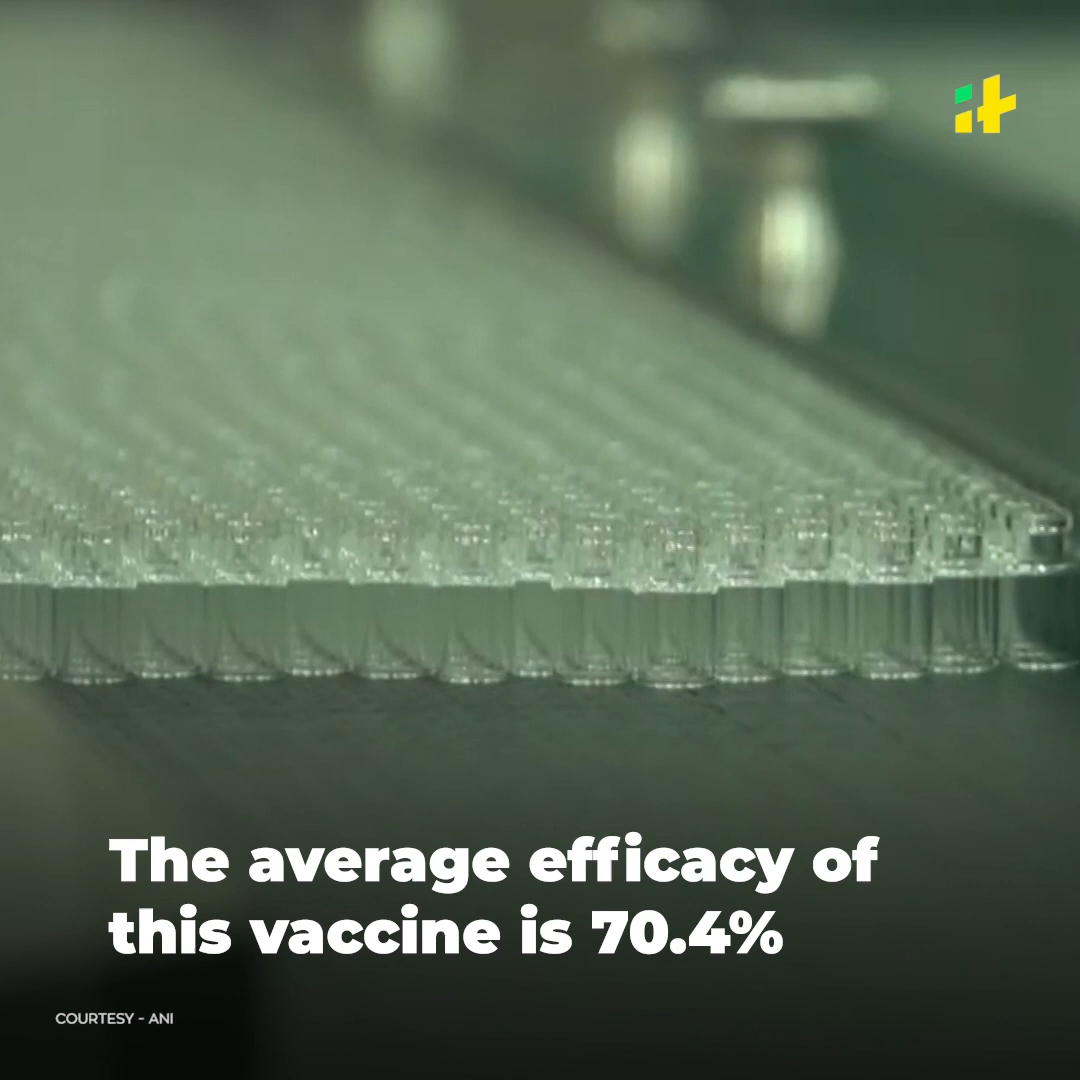 The average efficacy of
this vaccine is 70.4%
COURTESY - ANI